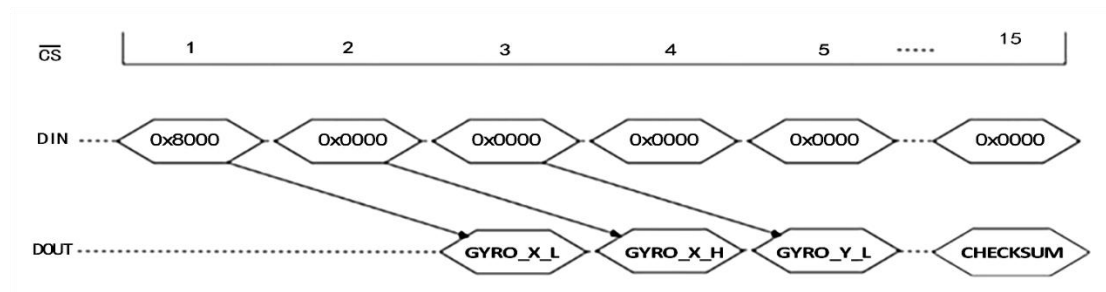 CS 1 2 3 4 5 ..... 15
DIN 0x8000 0x0000 0x0000 0x0000 0x0000 0x0000
DOUT GYRO_X_L GYRO_X_H GYRO_Y_L CHECKSUM